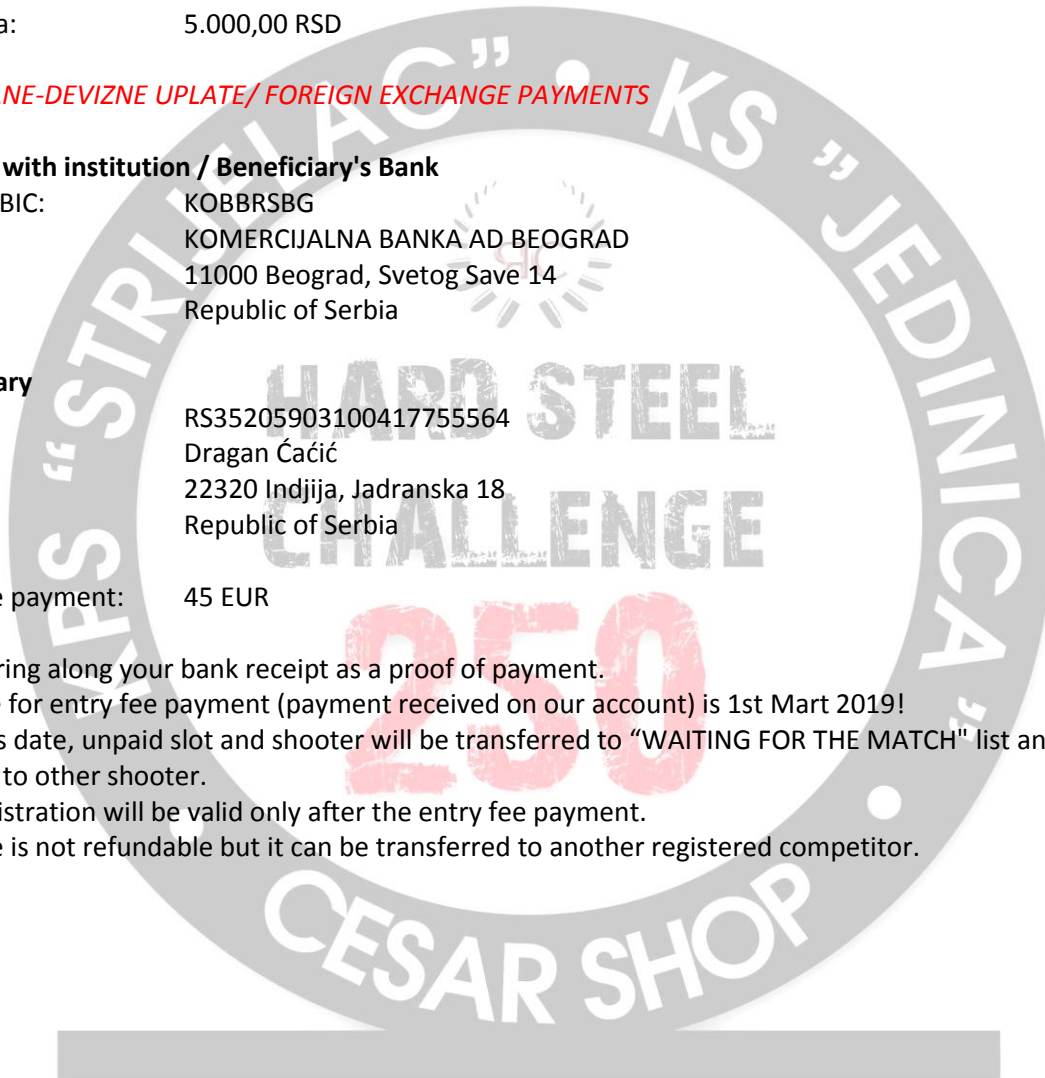 a: 5.000,00 RSD
NE-DEVIZNE UPLATE/ FOREIGN EXCHANGE PAYMENTS
with institution / Beneficiary's Bank
BIC: KOBBRSBG
KOMERCIJALNA BANKA AD BEOGRAD
11000 Beograd, Svetog Save 14
Republic of Serbia
ary
RS35205903100417755564
Dragan Ćaćić
22320 Indjija, Jadranska 18
Republic of Serbia
e payment: 45 EUR
ring along your bank receipt as a proof of payment.
e for entry fee payment (payment received on our account) is 1st Mart 2019!
s date, unpaid slot and shooter will be transferred to “WAITING FOR THE MATCH" list an
to other shooter.
istration will be valid only after the entry fee payment.
e is not refundable but it can be transferred to another registered competitor.
KPS “STRIJELAC” • KS ” JEDINICA “
HARD STEEL
CHALLENGE
250
• CESAR SHOP •